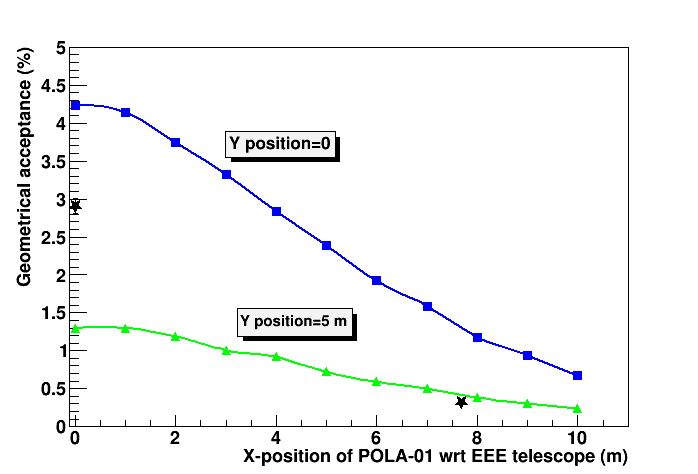 Geometrical acceptance (%)
5
4.5
4
3.5
3
2.5
2
1.5
1
0.5
0
Y position=0
Y position=5 m
0 2 4 6 8 10
X-position of POLA-01 wrt EEE telescope (m)